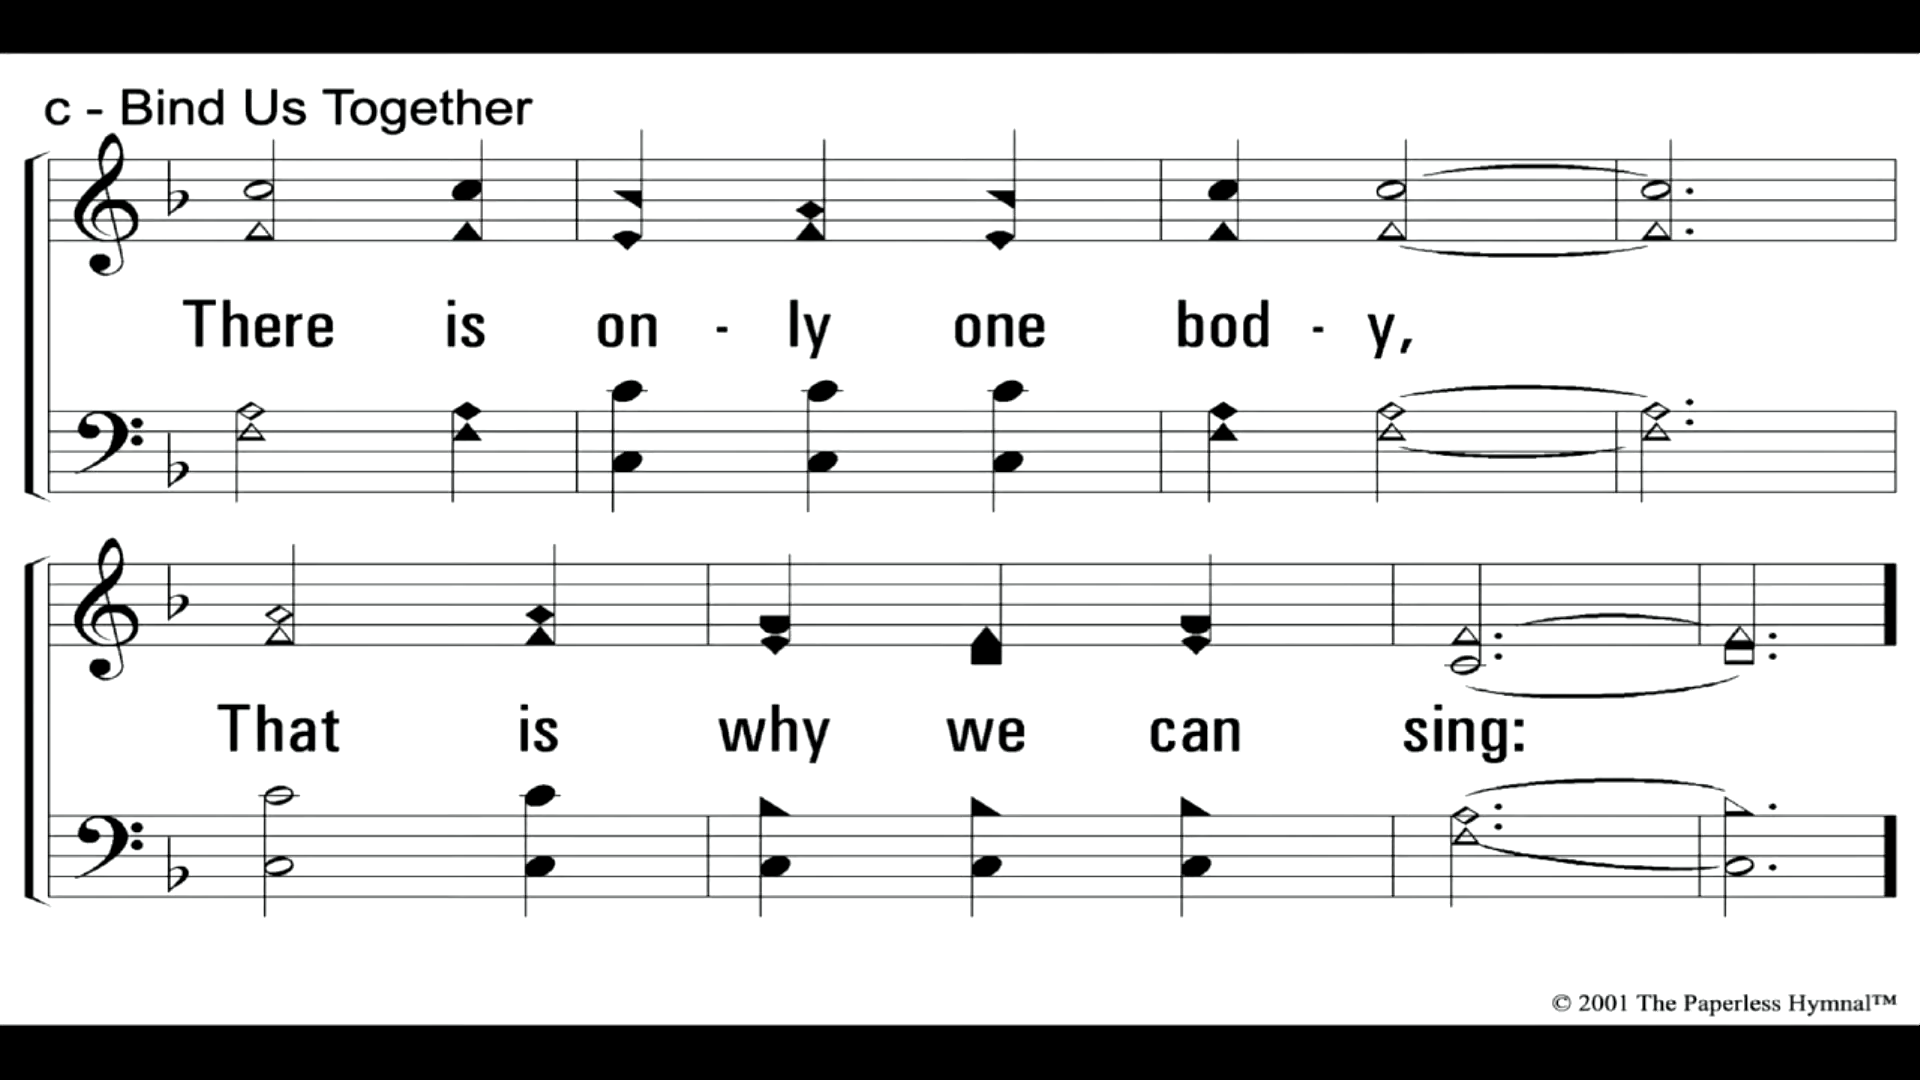 c - Bind Us Together
There is on - ly one bod - y,
That is why we can sing:
© 2001 The Paperless Hymnal™